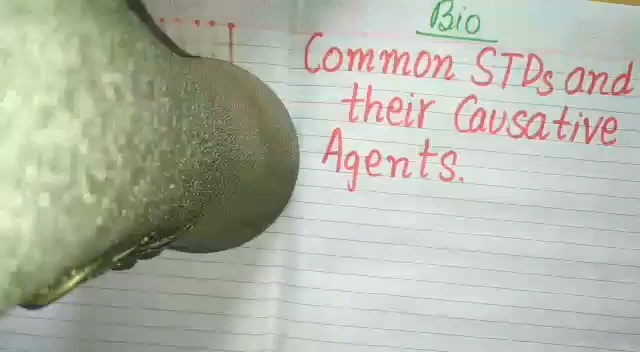 Bio
Common STDs and
their Causative
Agents.